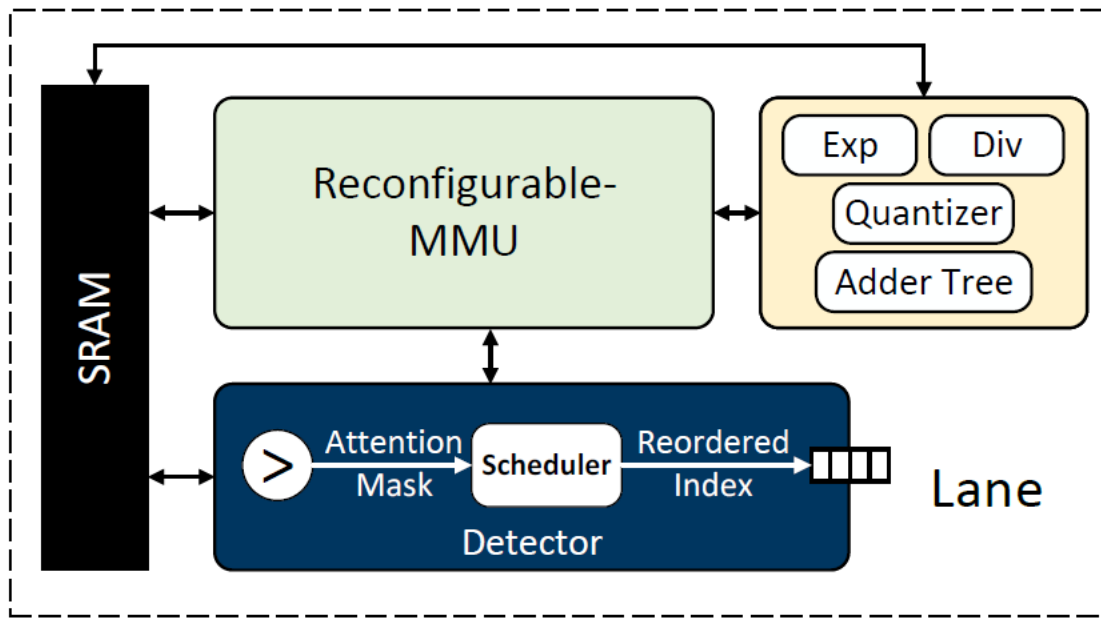 SRAM
Reconfigurable-
MMU
Exp
Div
Quantizer
Adder Tree
>
Attention
Mask
Scheduler
Reordered
Index
Detector
Lane